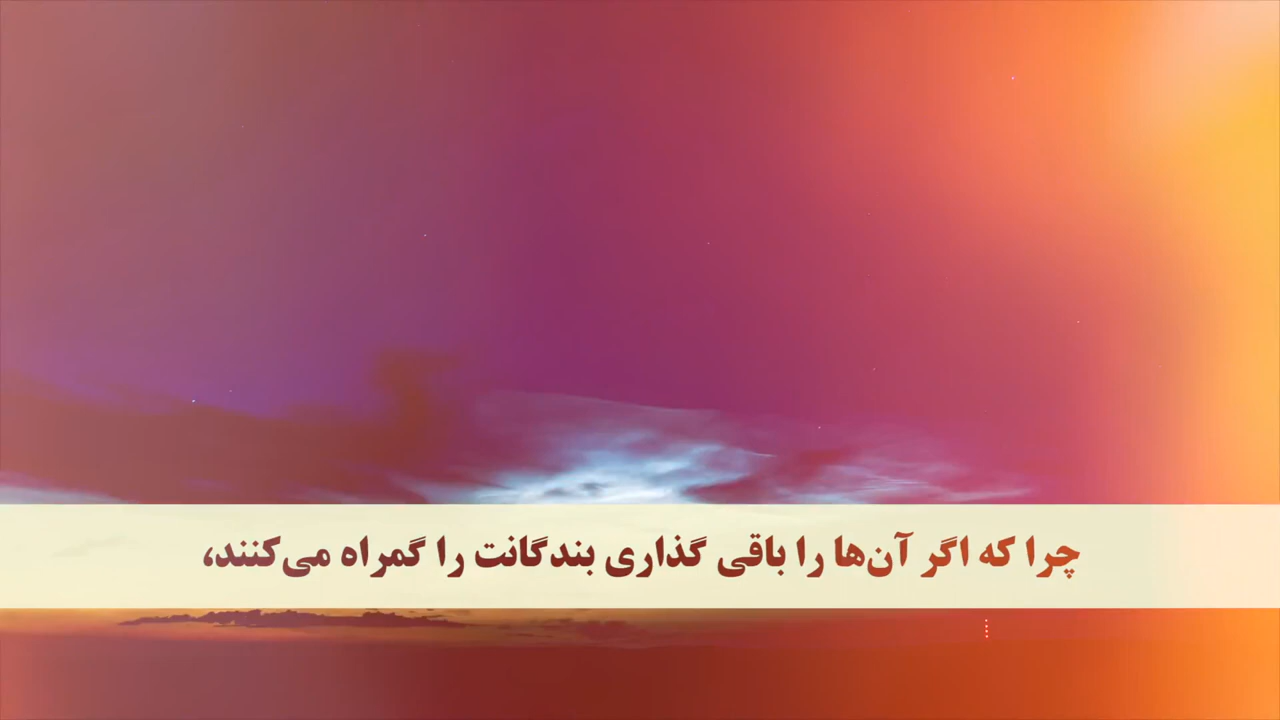 چرا که اگر آن‌ها را باقی گذاری بندگانت را گمراه می‌کنند،